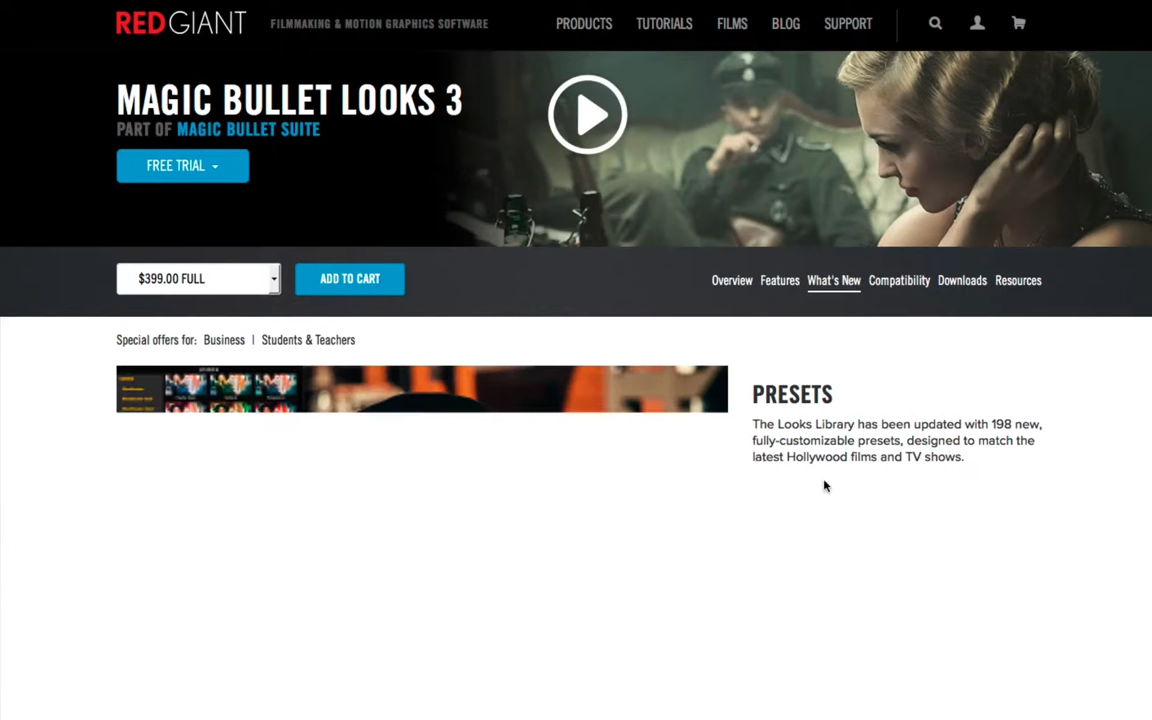 REDGIANT FILMMAKING & MOTION GRAPHICS SOFTWARE PRODUCTS TUTORIALS FILMS BLOG SUPPORT
MAGIC BULLET LOOKS 3
PART OF MAGIC BULLET SUITE
FREE TRIAL
$399.00 FULL ADD TO CART Overview Features What's New Compatibility Downloads Resources
Special offers for: Business | Students & Teachers
PRESETS
The Looks Library has been updated with 198 new,
fully-customizable presets, designed to match the
latest Hollywood films and TV shows.